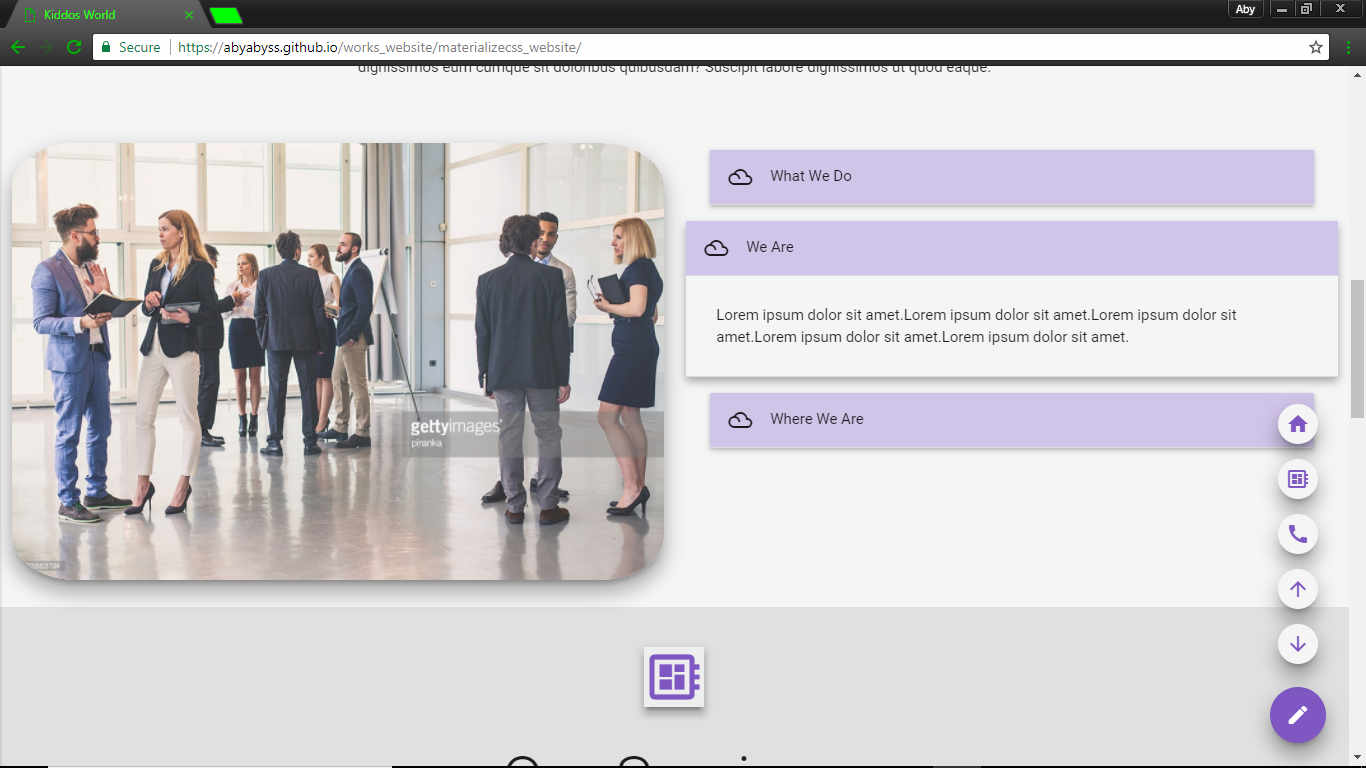 Kiddos World
Aby
Secure
https://abyabyss.github.io/works_website/materializecss_website/
dignissimos eum cumque sit doloribus quibusdam? Suscipit labore dignissimos ut quod eaque.
What We Do
We Are
Lorem ipsum dolor sit amet.Lorem ipsum dolor sit amet.Lorem ipsum dolor sit
amet.Lorem ipsum dolor sit amet.Lorem ipsum dolor sit amet.
gettyimages®
piranka
Where We Are